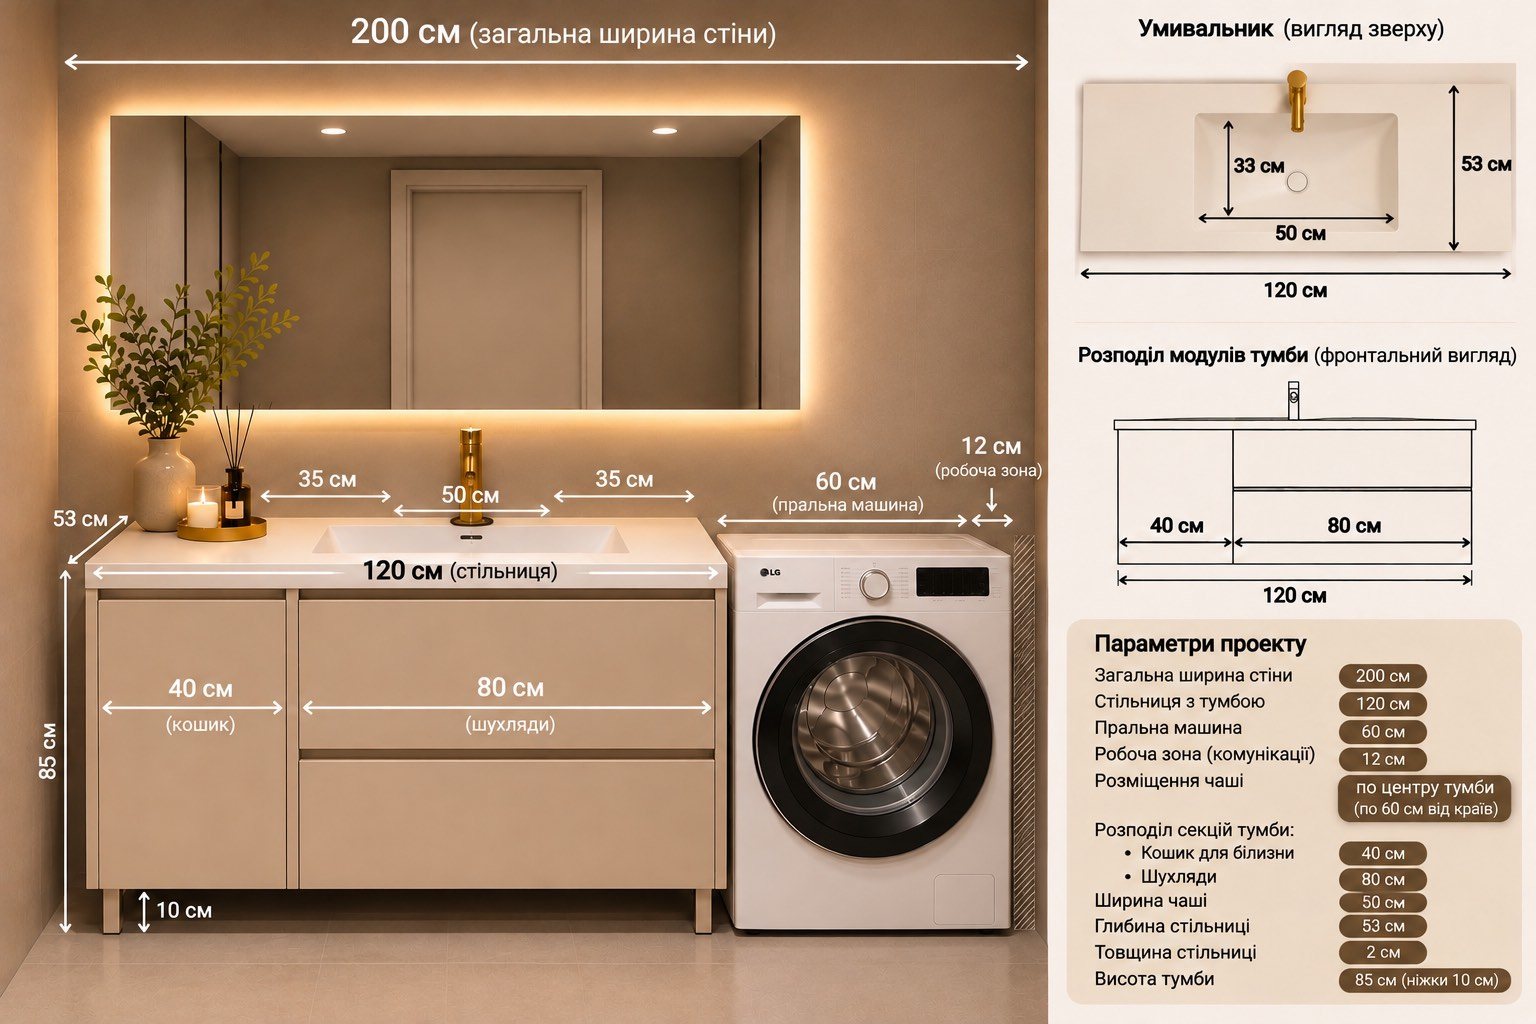 200 см (загальна ширина стіни)
12 см
(робоча зона)
35 см
50 см
35 см
60 см
(пральна машина)
53 см
120 см (стільниця)
LG
40 см
(кошик)
80 см
(шухляди)
85 см
10 см
Умивальник (вигляд зверху)
33 см
53 см
50 см
120 см
Розподіл модулів тумби (фронтальний вигляд)
40 см
80 см
120 см
Параметри проекту
Загальна ширина стіни 200 см
Стільниця з тумбою 120 см
Пральна машина 60 см
Робоча зона (комунікації) 12 см
Розміщення чаші по центру тумби
(по 60 см від країв)
Розподіл секцій тумби:
• Кошик для білизни 40 см
• Шухляди 80 см
Ширина чаші 50 см
Глибина стільниці 53 см
Товщина стільниці 2 см
Висота тумби 85 см (ніжки 10 см)